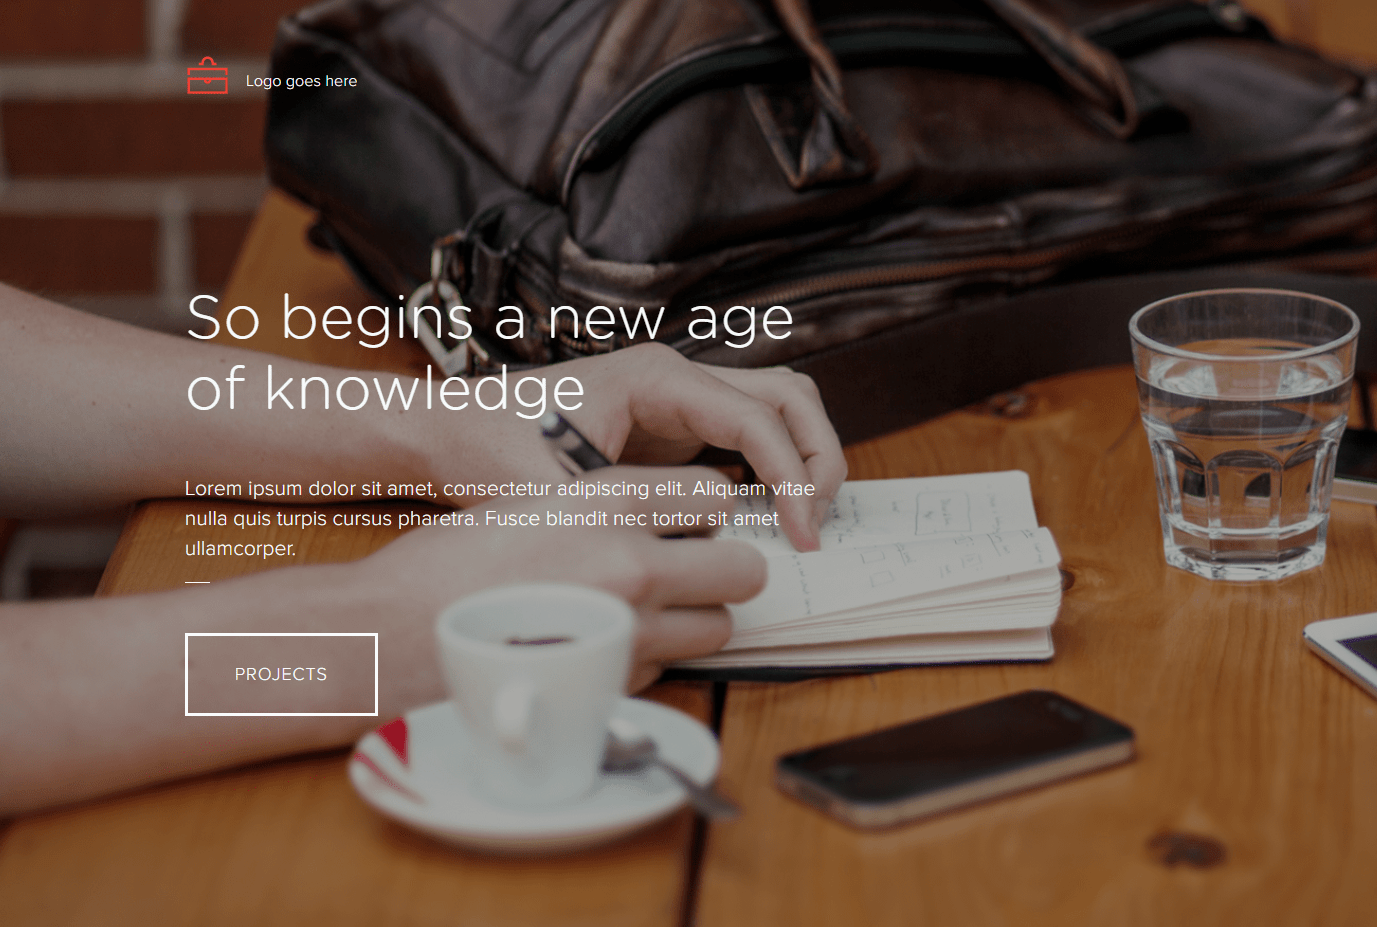 Logo goes here
So begins a new age
of knowledge
Lorem ipsum dolor sit amet, consectetur adipiscing elit. Aliquam vitae
nulla quis turpis cursus pharetra. Fusce blandit nec tortor sit amet
ullamcorper.
PROJECTS